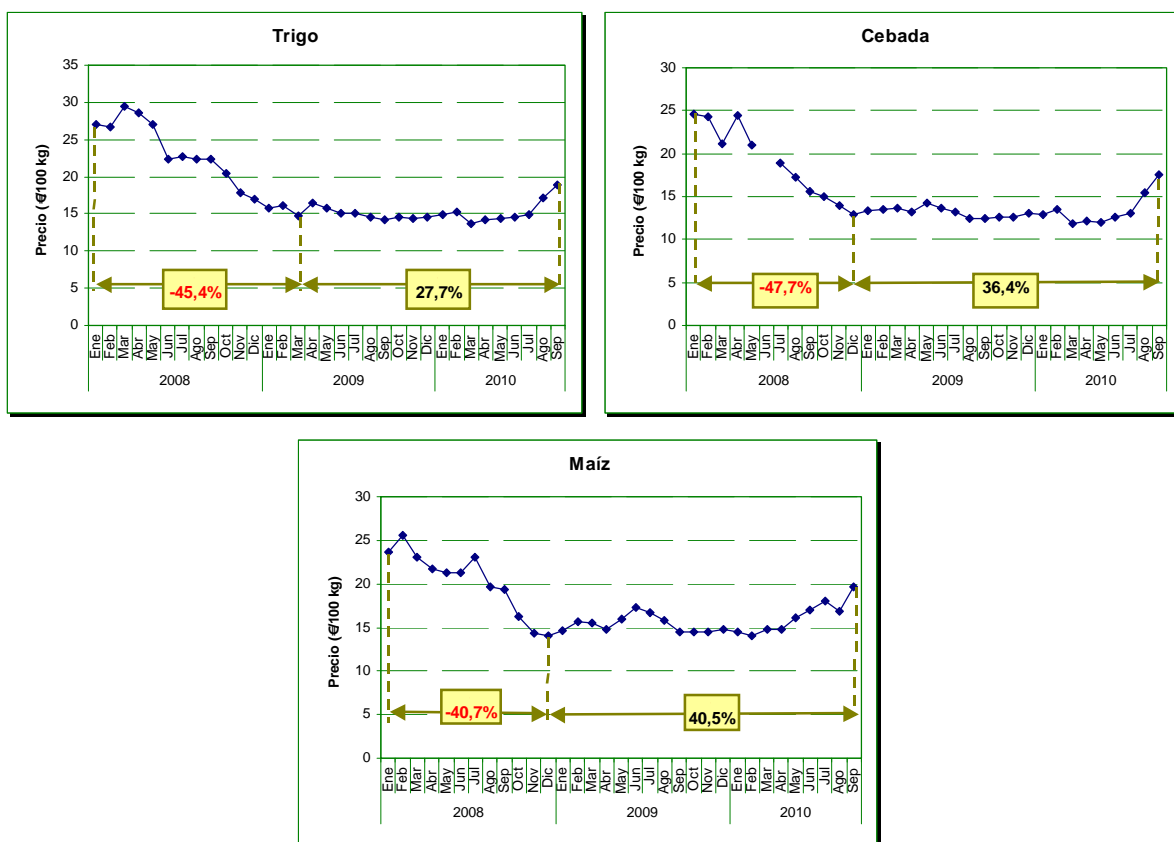 Trigo
Precio (€/100 kg)
35
30
25
20
15
10
5
0
-45,4%
27,7%
Ene Feb Mar Abr May Jun Jul Ago Sep Oct Nov Dic Ene Feb Mar Abr May Jun Jul Ago Sep Oct Nov Dic Ene Feb Mar Abr May Jun Jul Ago Sep
2008 2009 2010
Cebada
Precio (€/100 kg)
30
25
20
15
10
5
0
-47,7%
36,4%
Ene Feb Mar Abr May Jun Jul Ago Sep Oct Nov Dic Ene Feb Mar Abr May Jun Jul Ago Sep Oct Nov Dic Ene Feb Mar Abr May Jun Jul Ago Sep
2008 2009 2010
Maíz
Precio (€/100 kg)
30
25
20
15
10
5
0
-40,7%
40,5%
Ene Feb Mar Abr May Jun Jul Ago Sep Oct Nov Dic Ene Feb Mar Abr May Jun Jul Ago Sep Oct Nov Dic Ene Feb Mar Abr May Jun Jul Ago Sep
2008 2009 2010